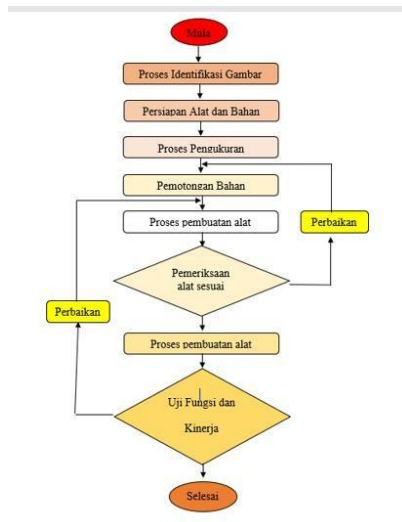 Mula
Proses Identifikasi Gambar
Persiapan Alat dan Bahan
Proses Pengukuran
Pemotongan Bahan
Proses pembuatan alat
Perbaikan
Pemeriksaan
alat sesuai
Perbaikan
Proses pembuatan alat
Uji Fungsi dan
Kinerja
Selesai